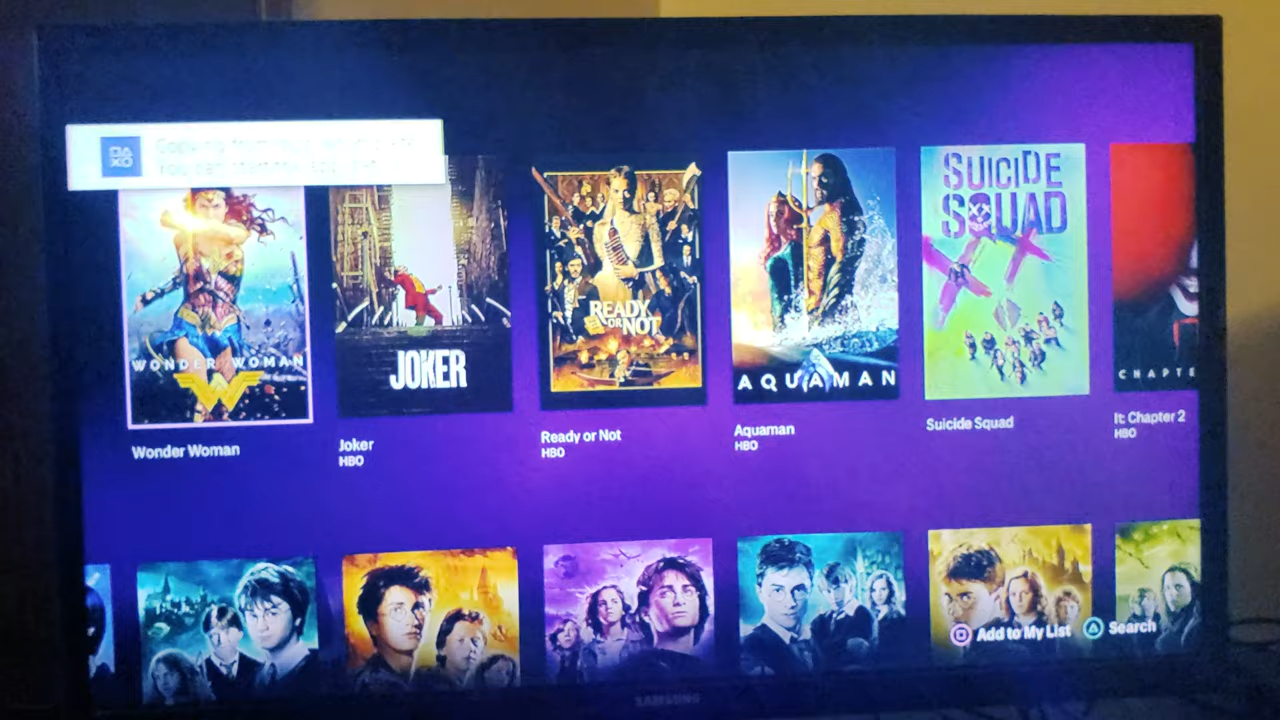 WONDER WOMAN
JOKER
READY
OR NOT
AQUAMAN
SUICIDE
SQUAD
CHAPTE
Wonder Woman
Joker
HBO
Ready or Not
HBO
Aquaman
HBO
Suicide Squad
It: Chapter 2
HBO
Add to My List
Search
SAMSUNG